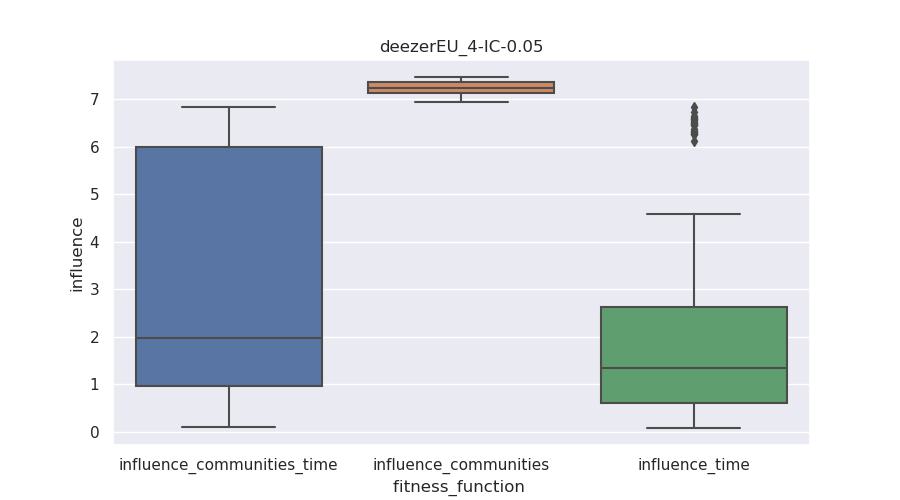 deezerEU_4-IC-0.05
influence
7
6
5
4
3
2
1
0
influence_communities_time
influence_communities
influence_time
fitness_function